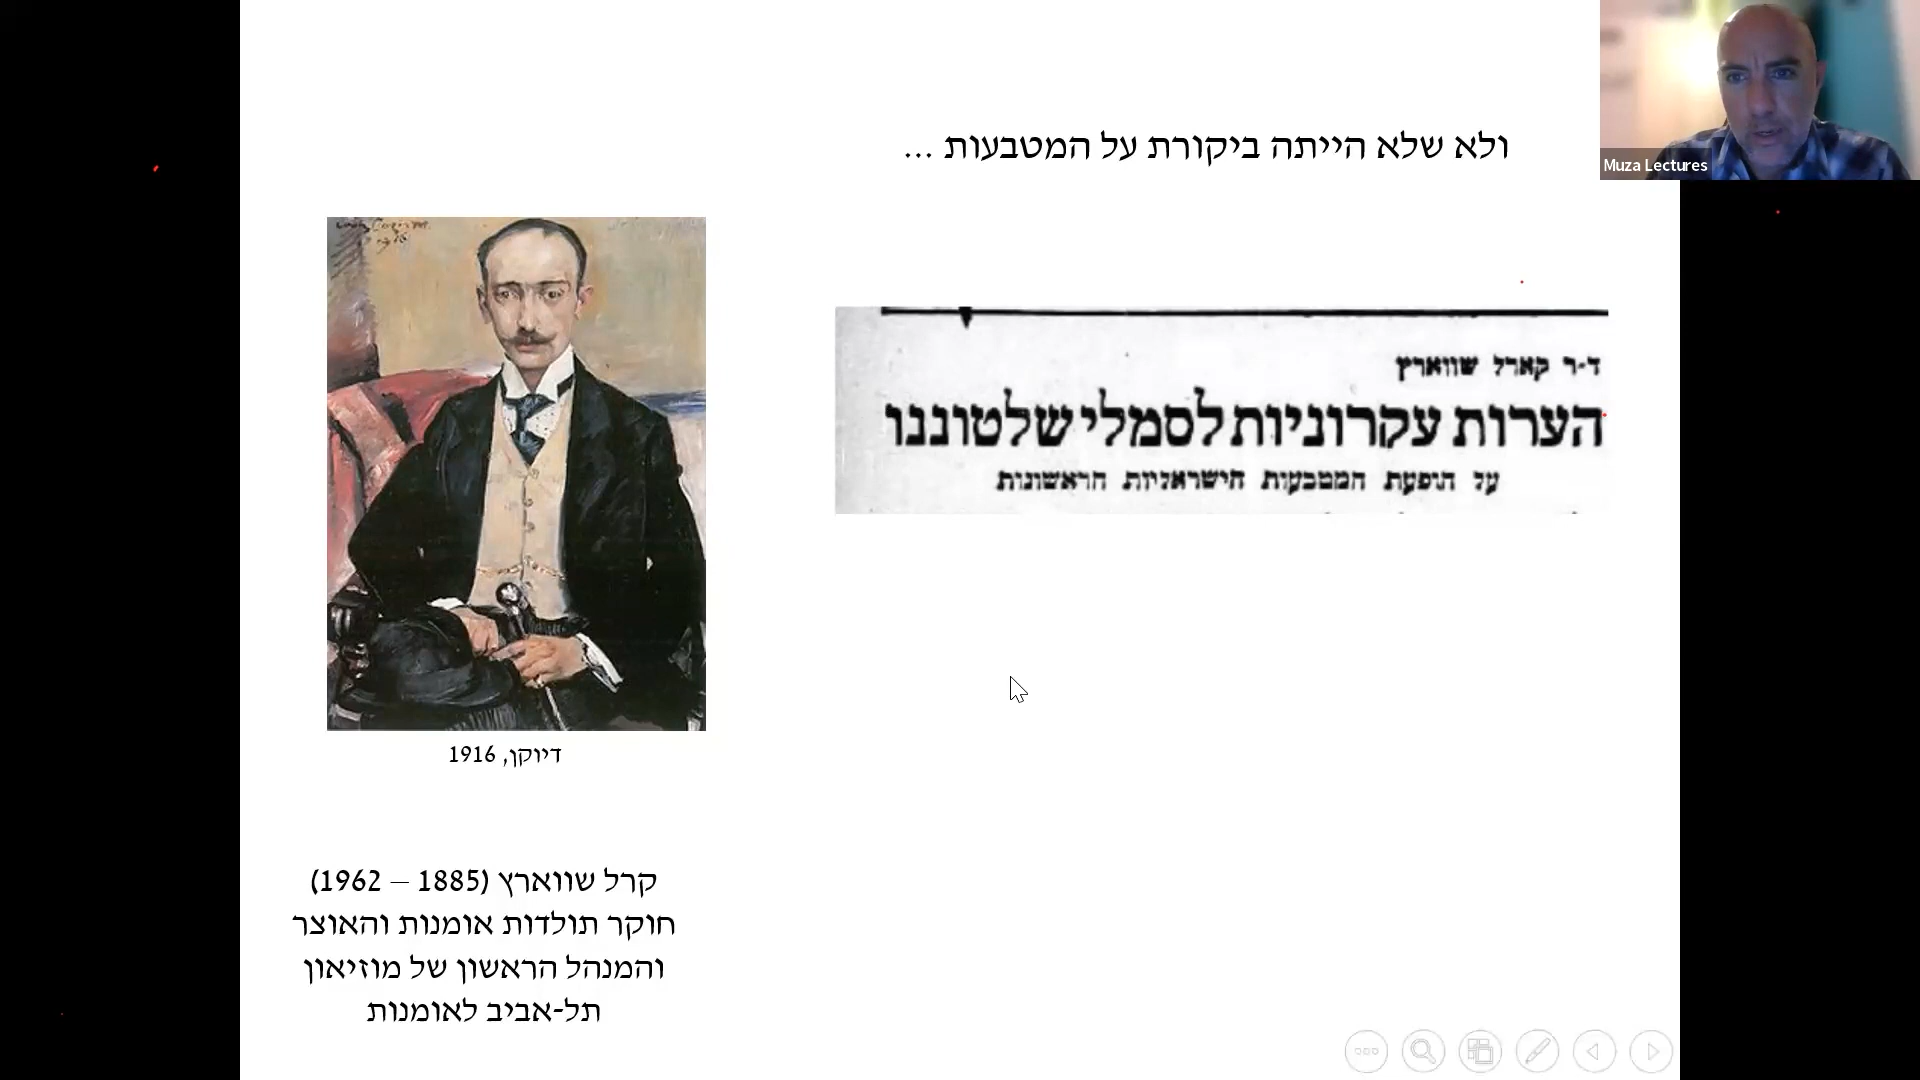 ולא שלא הייתה ביקורת על המטבעות ...
Muza Lectures
ד-ר קארל שווארץ
הערות עקרוניות לסמלי שלטוננו
על הופעת המטבעות הישראליות הראשונות
1916
דיוקן, 1916
קרל שווארץ (1885 – 1962)
חוקר תולדות אומנות והאוצר
והמנהל הראשון של מוזיאון
תל-אביב לאומנות